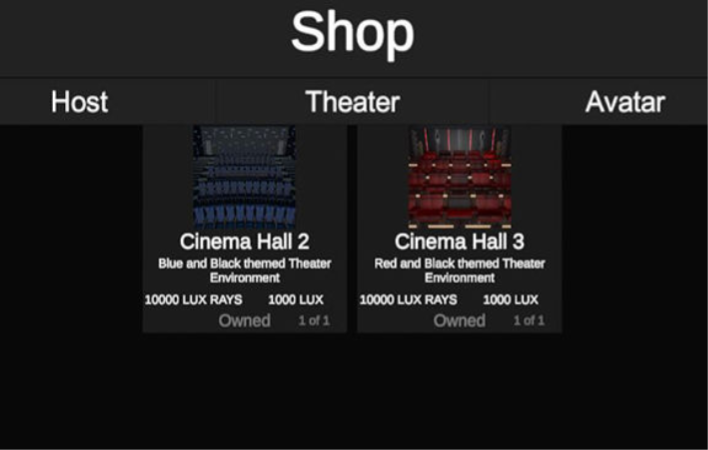 Shop
Host Theater Avatar
Cinema Hall 2
Blue and Black themed Theater
Environment
10000 LUX RAYS 1000 LUX
Owned 1 of 1
Cinema Hall 3
Red and Black themed Theater
Environment
10000 LUX RAYS 1000 LUX
Owned 1 of 1